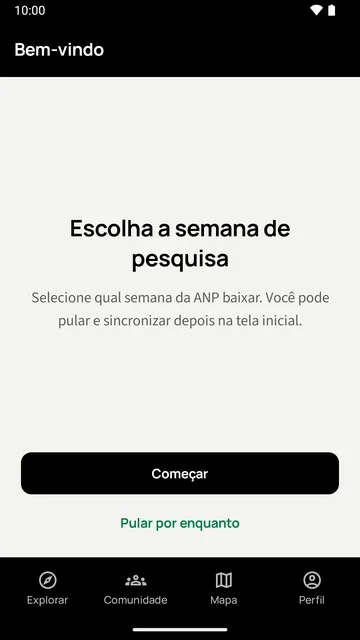 10:00
Bem-vindo
Escolha a semana de
pesquisa
Selecione qual semana da ANP baixar. Você pode
pular e sincronizar depois na tela inicial.
Começar
Pular por enquanto
Explorar
Comunidade
Mapa
Perfil